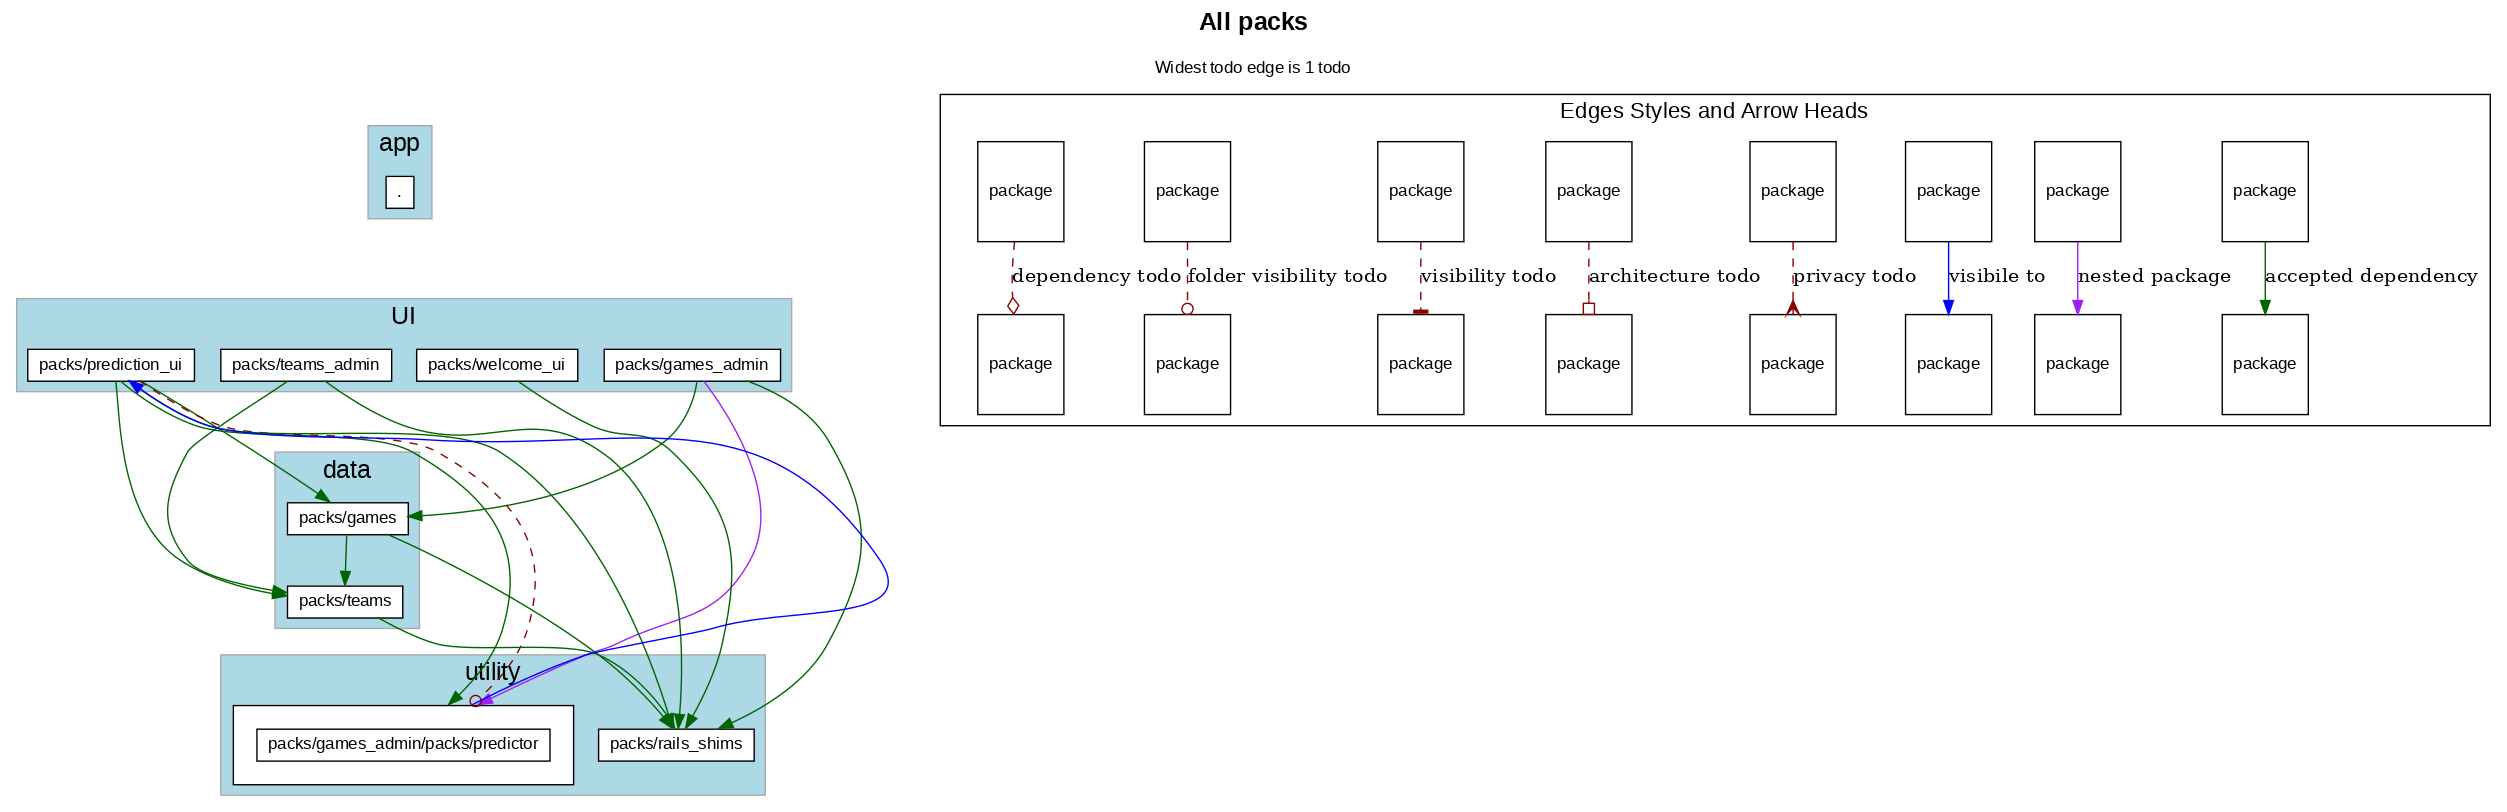 All packs
Widest todo edge is 1 todo
app
.
UI
packs/prediction_ui
packs/teams_admin
packs/welcome_ui
packs/games_admin
data
packs/games
packs/teams
utility
packs/games_admin/packs/predictor
packs/rails_shims
Edges Styles and Arrow Heads
package
package
package
package
package
package
package
package
dependency todo
folder visibility todo
visibility todo
architecture todo
privacy todo
visibile to
nested package
accepted dependency
package
package
package
package
package
package
package
package